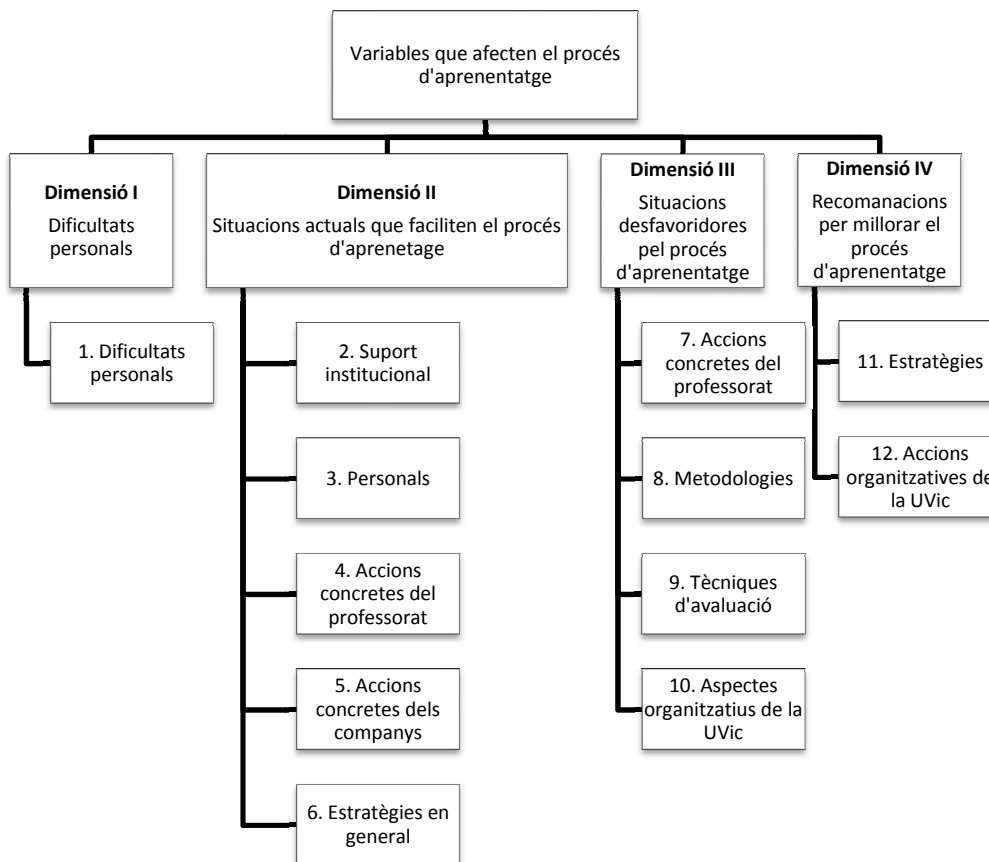 Variables que afecten el procés
d'aprenentatge
Dimensió I
Dificultats
personals
1. Dificultats
personals
Dimensió II
Situacions actuals que faciliten el procés
d'aprenetage
2. Suport
institucional
3. Personals
4. Accions
concretes del
professorat
5. Accions
concretes dels
companys
6. Estratègies en
general
Dimensió III
Situacions
desfavoridores
pel procés
d'aprenentatge
7. Accions
concretes del
professorat
8. Metodologies
9. Tècniques
d'avaluació
10. Aspectes
organitzatius de la
UVic
Dimensió IV
Recomanacions
per millorar el
procés
d'aprenentatge
11. Estratègies
12. Accions
organitzatives de
la UVic